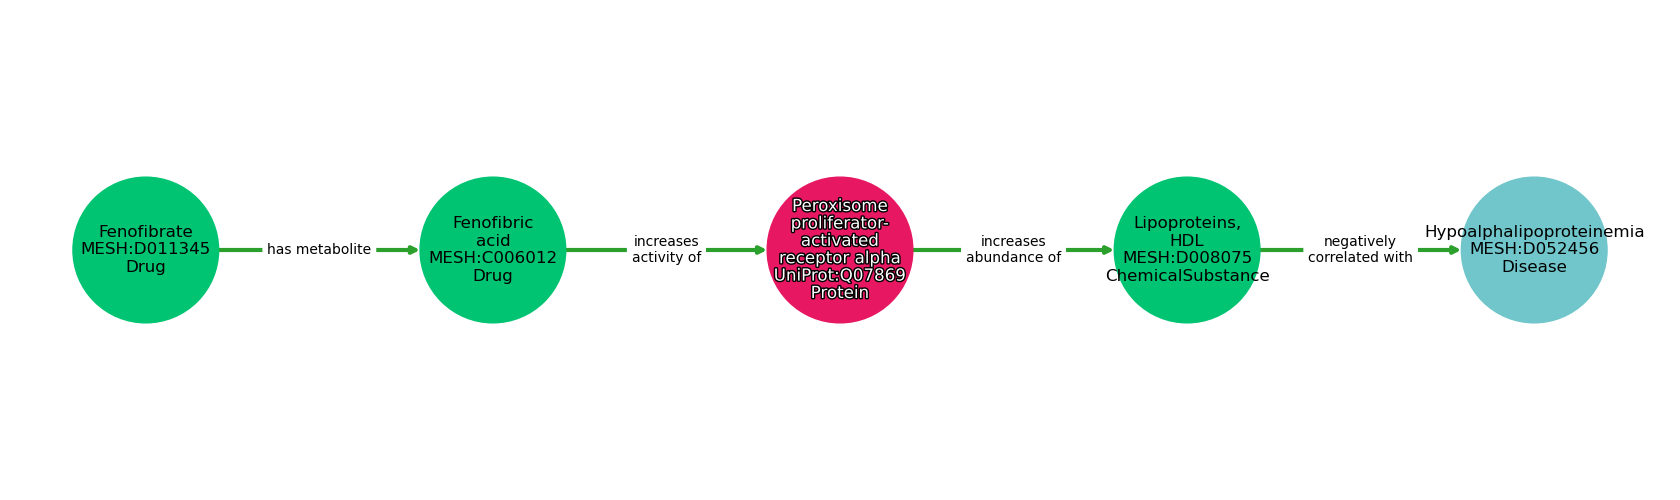 Fenofibrate
MESH:D011345
Drug
has metabolite
Fenofibric
acid
MESH:C006012
Drug
increases
activity of
Peroxisome
proliferator-
activated
receptor alpha
UniProt:Q07869
Protein
increases
abundance of
Lipoproteins,
HDL
MESH:D008075
ChemicalSubstance
negatively
correlated with
Hypoalphalipoproteinemia
MESH:D052456
Disease